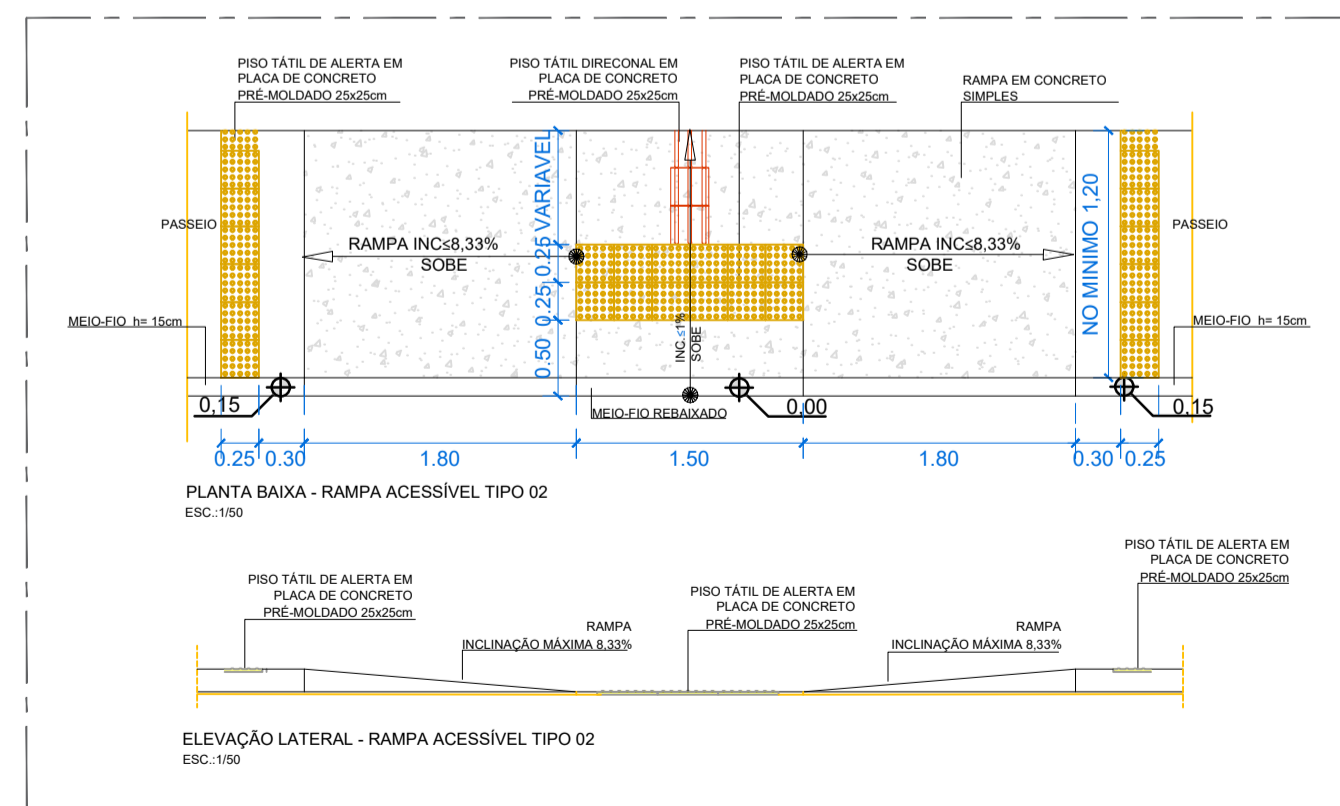 PISO TÁTIL DE ALERTA EM
PLACA DE CONCRETO
PRÉ-MOLDADO 25x25cm
PISO TÁTIL DIRECONAL EM
PLACA DE CONCRETO
PRÉ-MOLDADO 25x25cm
PISO TÁTIL DE ALERTA EM
PLACA DE CONCRETO
PRÉ-MOLDADO 25x25cm
RAMPA EM CONCRETO
SIMPLES
PASSEIO
RAMPA INC≤8,33%
SOBE
0.50 0.25 0.25 VARIAVEL
INC.≤1%
SOBE
RAMPA INC≤8,33%
SOBE
NO MINIMO 1,20
PASSEIO
MEIO-FIO h= 15cm
MEIO-FIO h= 15cm
0,15
MEIO-FIO REBAIXADO
0,00
0,15
0.25 0.30 1.80 1.50 1.80 0.30 0.25
PLANTA BAIXA - RAMPA ACESSÍVEL TIPO 02
ESC.:1/50
PISO TÁTIL DE ALERTA EM
PLACA DE CONCRETO
PRÉ-MOLDADO 25x25cm
RAMPA
INCLINAÇÃO MÁXIMA 8,33%
PISO TÁTIL DE ALERTA EM
PLACA DE CONCRETO
PRÉ-MOLDADO 25x25cm
RAMPA
INCLINAÇÃO MÁXIMA 8,33%
PISO TÁTIL DE ALERTA EM
PLACA DE CONCRETO
PRÉ-MOLDADO 25x25cm
ELEVAÇÃO LATERAL - RAMPA ACESSÍVEL TIPO 02
ESC.:1/50